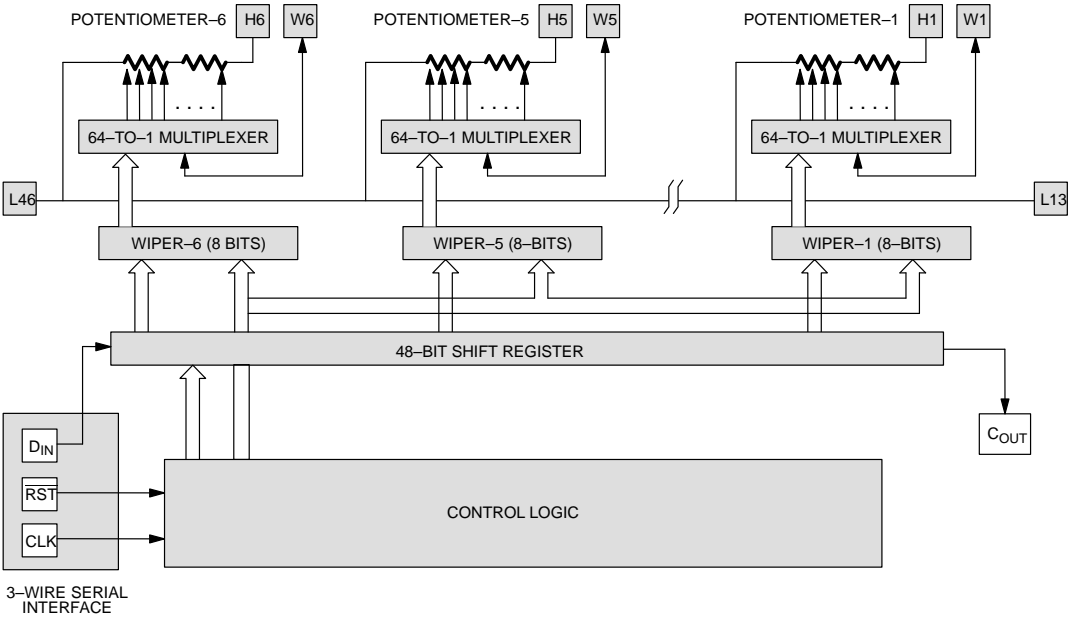 POTENTIOMETER–6 H6 W6 POTENTIOMETER–5 H5 W5 POTENTIOMETER–1 H1 W1
. . . . . . . . . . . .
64–TO–1 MULTIPLEXER 64–TO–1 MULTIPLEXER 64–TO–1 MULTIPLEXER
L46 L13
WIPER–6 (8 BITS) WIPER–5 (8–BITS) WIPER–1 (8–BITS)
48–BIT SHIFT REGISTER
DIN COUT
RST
CONTROL LOGIC
CLK
3–WIRE SERIAL
INTERFACE